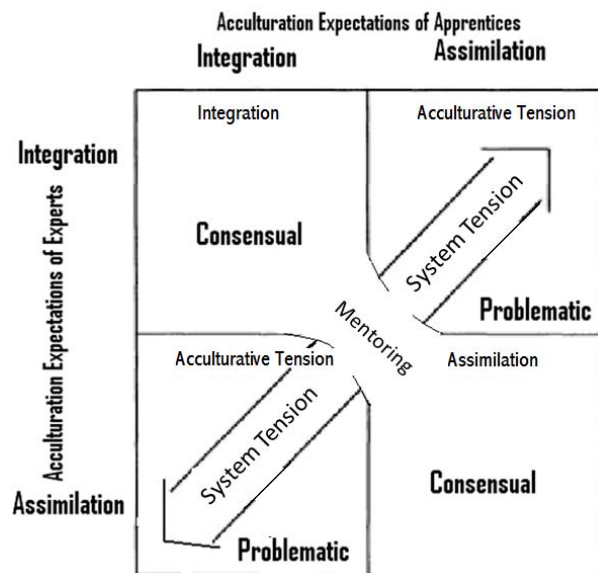 Acculturation Expectations of Apprentices
Integration
Assimilation
Integration
Acculturative Tension
Integration
Acculturation Expectations of Experts
Consensual
System Tension
Problematic
Mentoring
Acculturative Tension
Assimilation
System Tension
Assimilation
Consensual
Problematic